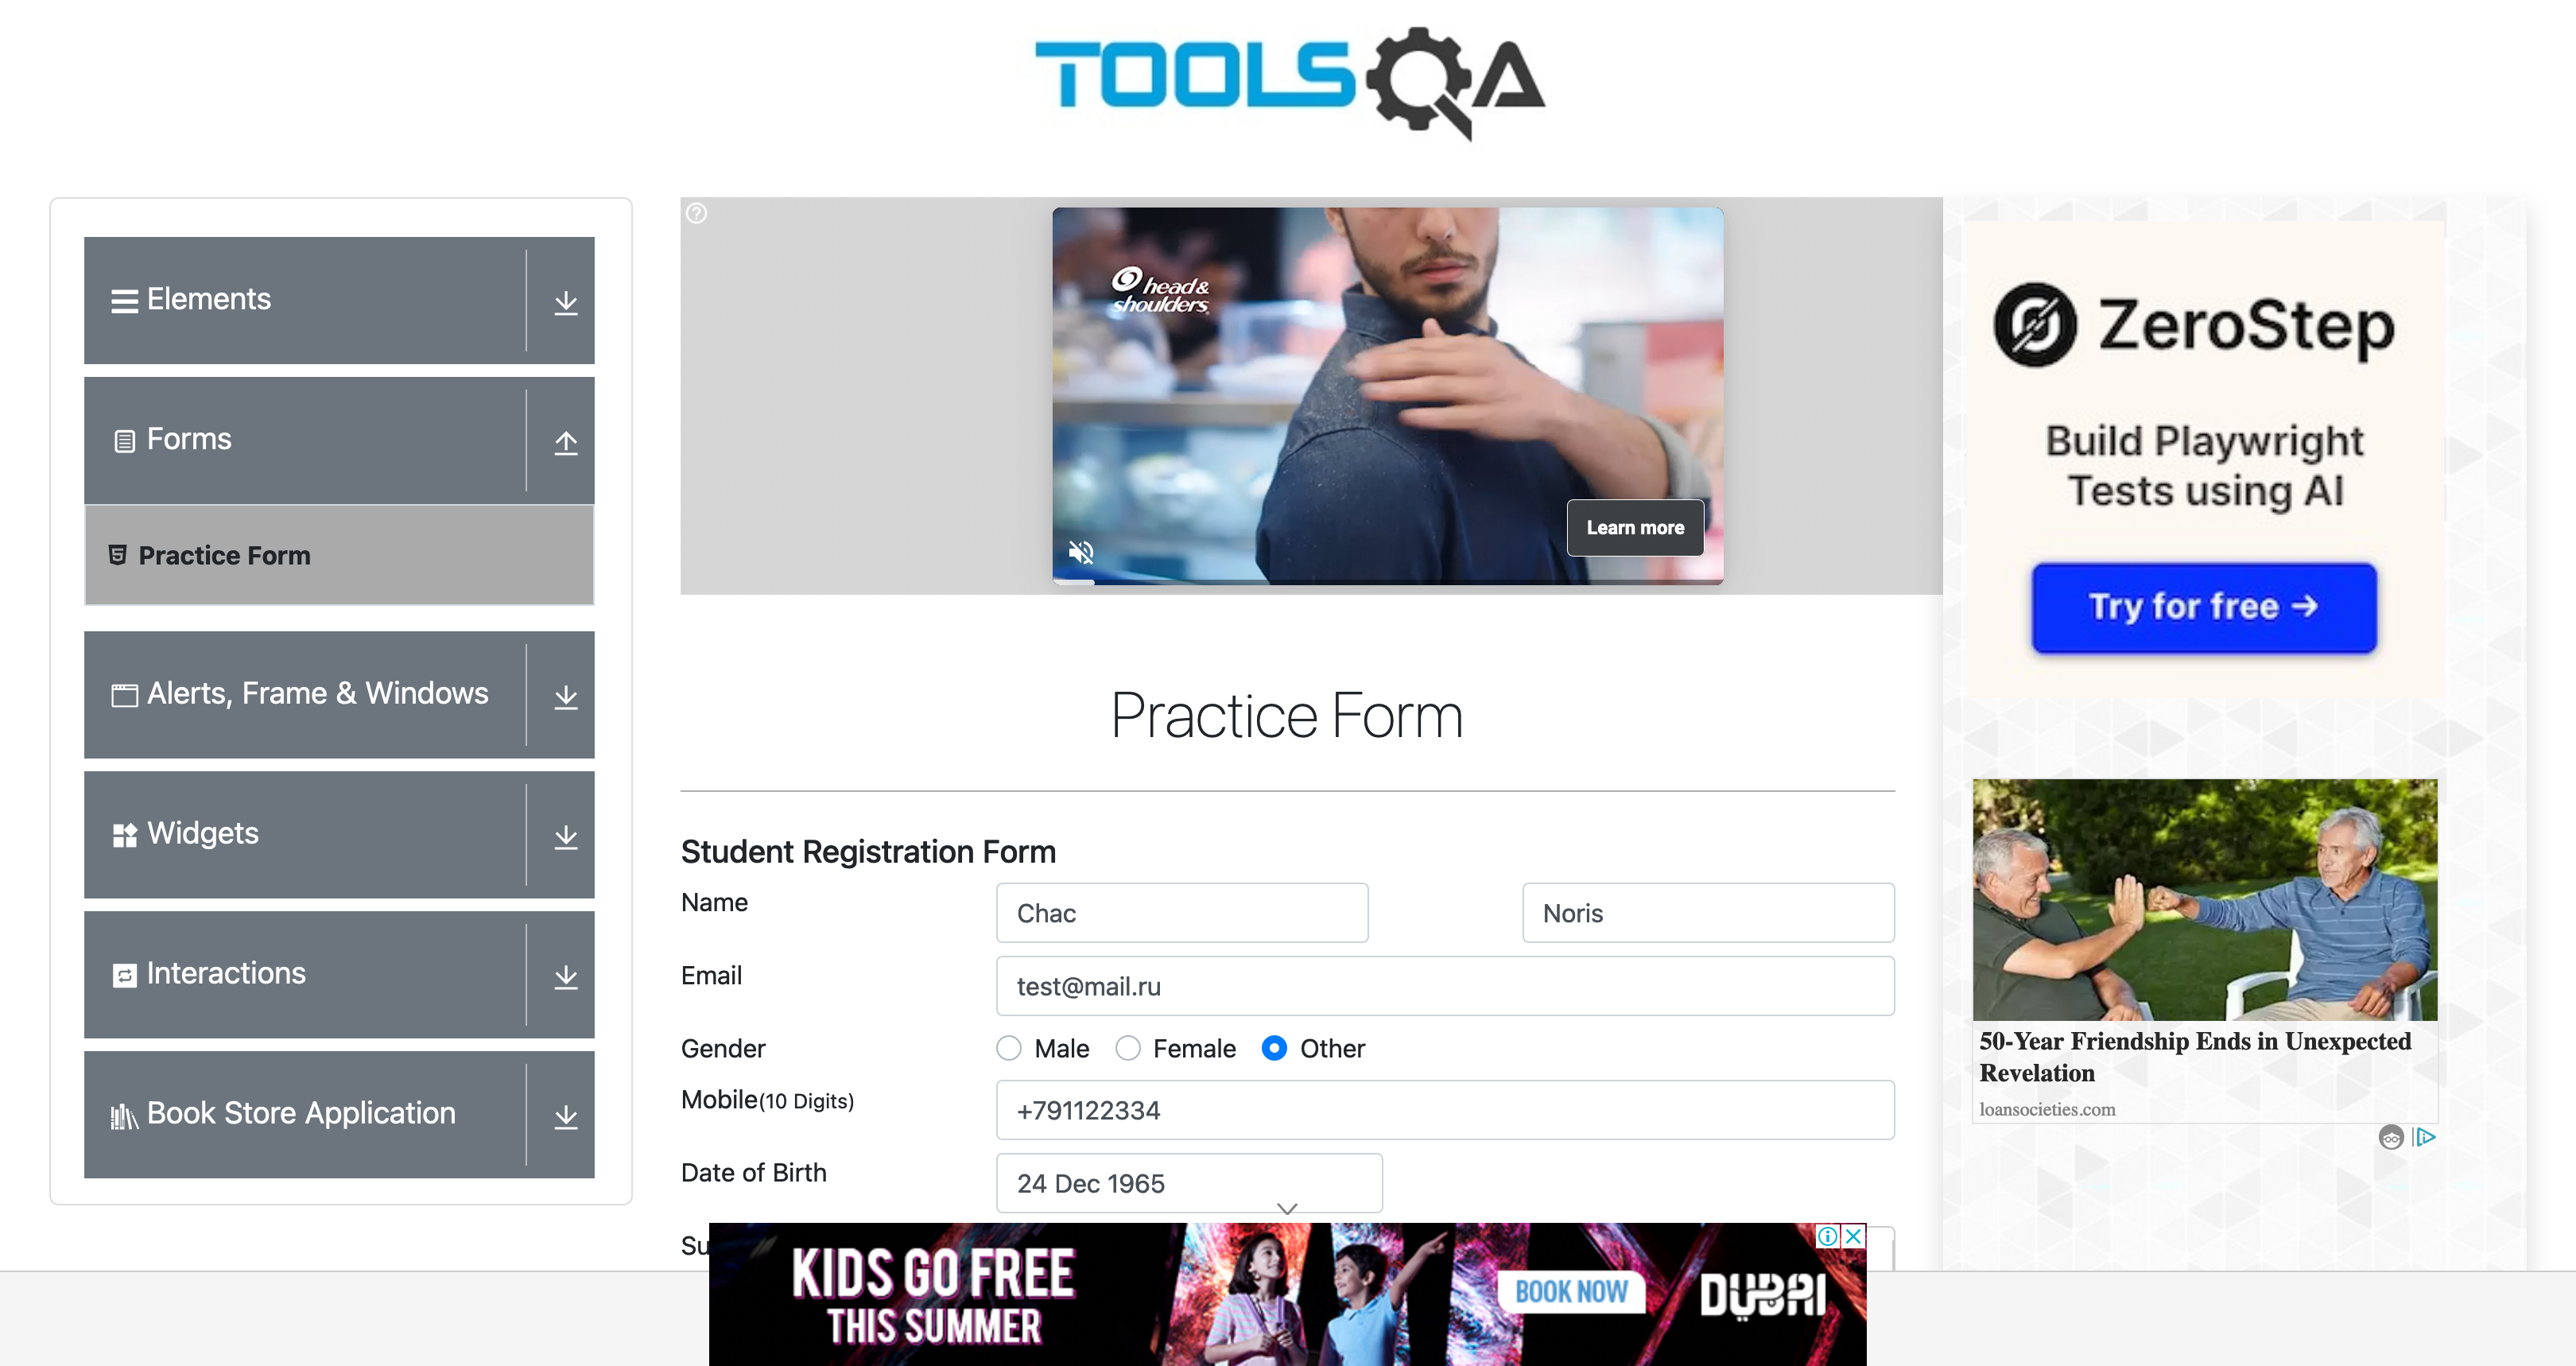 TOOLSQA
Elements
Forms
Practice Form
Alerts, Frame & Windows
Widgets
Interactions
Book Store Application
head &
shoulders
Learn more
Practice Form
Student Registration Form
Name
Chac
Noris
Email
test@mail.ru
Gender
Male
Female
Other
Mobile(10 Digits)
+791122334
Date of Birth
24 Dec 1965
Su
KIDS GO FREE
THIS SUMMER
BOOK NOW
DUBAI
ZeroStep
Build Playwright
Tests using AI
Try for free →
50-Year Friendship Ends in Unexpected
Revelation
loansocieties.com